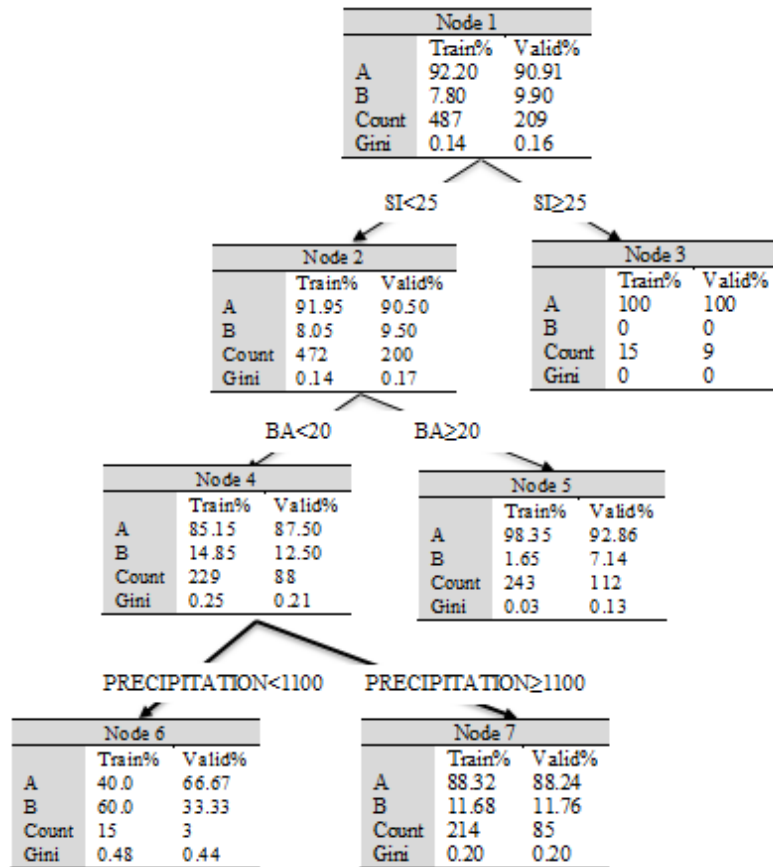 Node 1
Train% Valid%
A 92.20 90.91
B 7.80 9.90
Count 487 209
Gini 0.14 0.16
SI<25 SI≥25
Node 2
Train% Valid%
A 91.95 90.50
B 8.05 9.50
Count 472 200
Gini 0.14 0.17
Node 3
Train% Valid%
A 100 100
B 0 0
Count 15 9
Gini 0 0
BA<20 BA≥20
Node 4
Train% Valid%
A 85.15 87.50
B 14.85 12.50
Count 229 88
Gini 0.25 0.21
Node 5
Train% Valid%
A 98.35 92.86
B 1.65 7.14
Count 243 112
Gini 0.03 0.13
PRECIPITATION<1100 PRECIPITATION≥1100
Node 6
Train% Valid%
A 40.0 66.67
B 60.0 33.33
Count 15 3
Gini 0.48 0.44
Node 7
Train% Valid%
A 88.32 88.24
B 11.68 11.76
Count 214 85
Gini 0.20 0.20